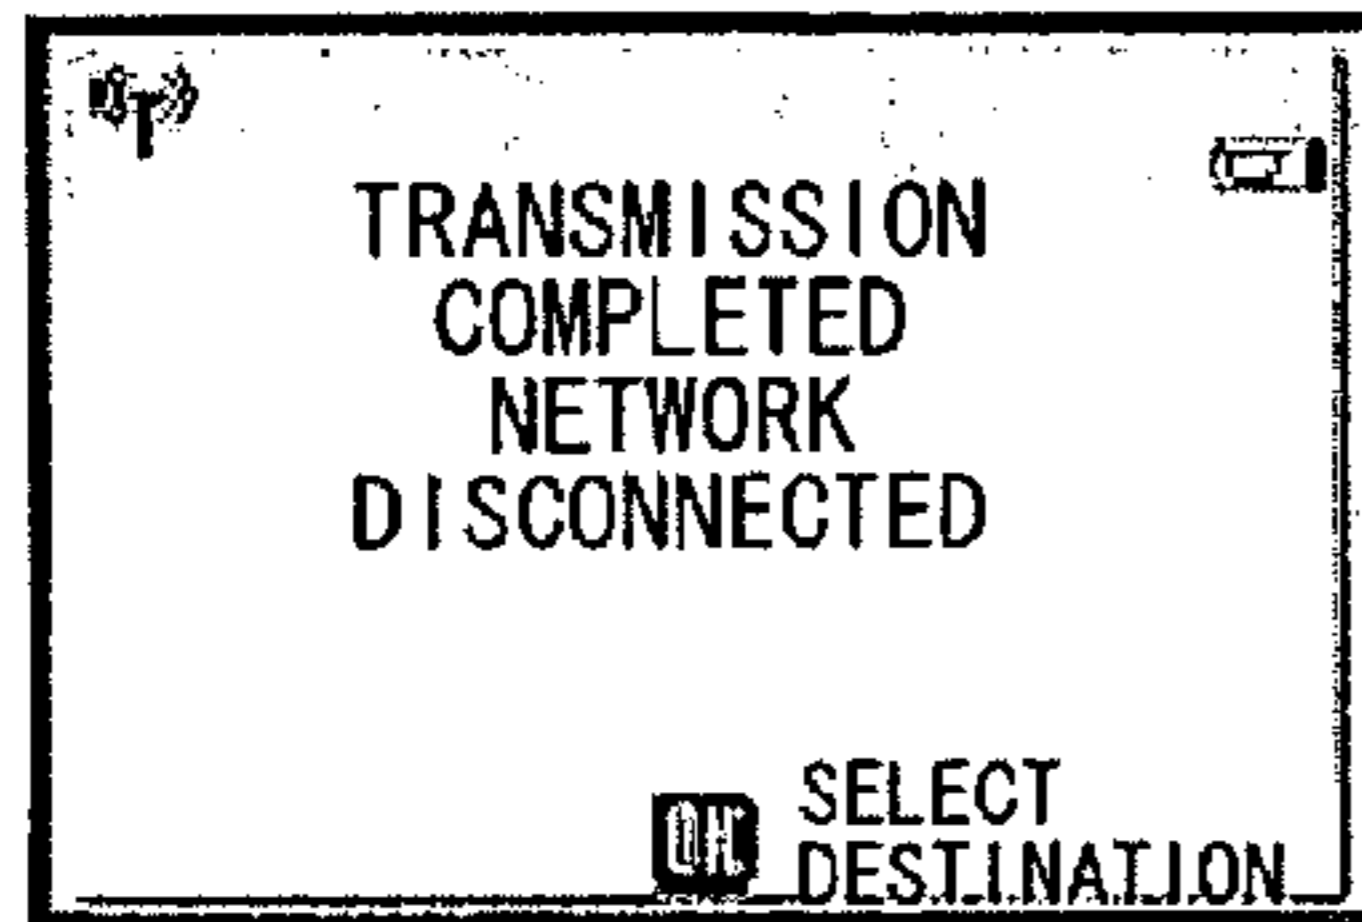 TRANSMISSION
COMPLETED
NETWORK
DISCONNECTED
OK SELECT
DESTINATION